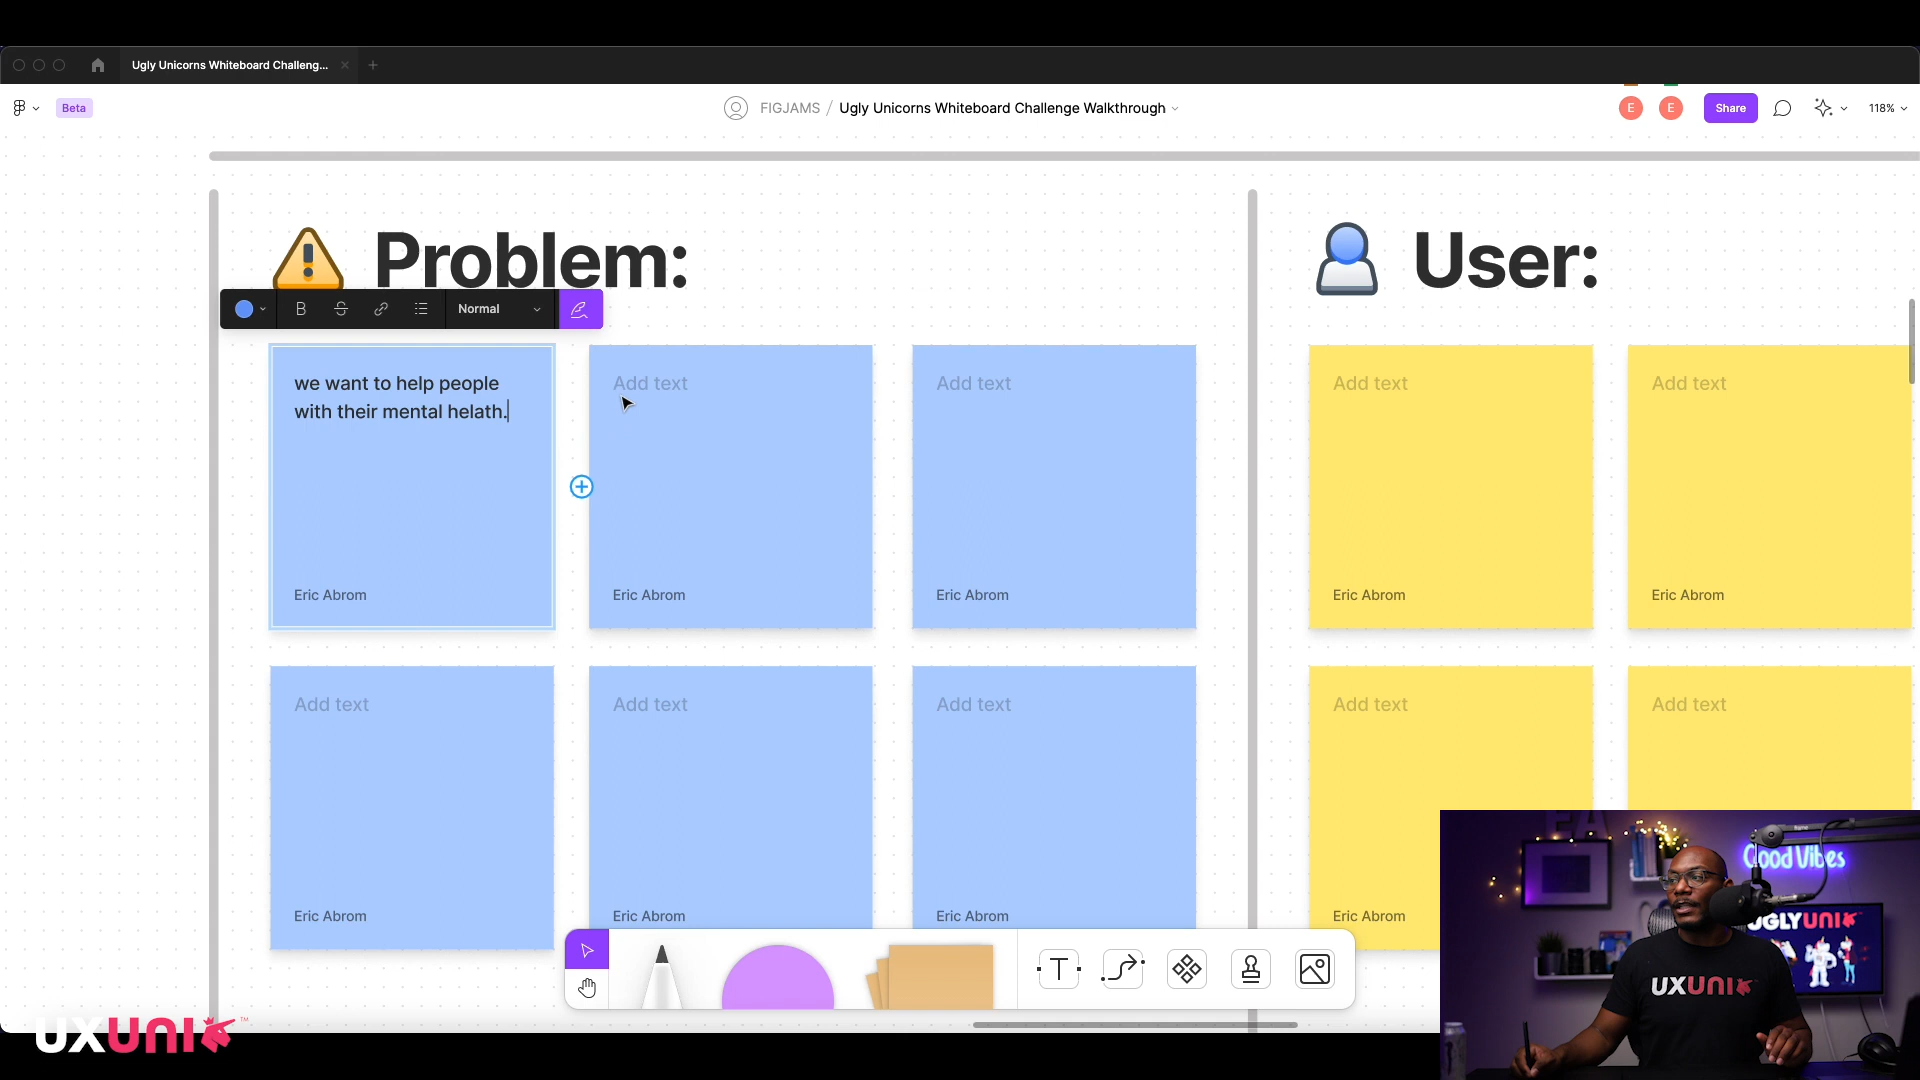 Ugly Unicorns Whiteboard Challeng...
Beta
FIGJAMS / Ugly Unicorns Whiteboard Challenge Walkthrough
E
E
Share
118%
Problem:
User:
B
S
Normal
we want to help people
with their mental helath.
Add text
Add text
Add text
Add text
Eric Abrom
Eric Abrom
Eric Abrom
Eric Abrom
Eric Abrom
Add text
Add text
Add text
Add text
Add text
Eric Abrom
Eric Abrom
Eric Abrom
Eric Abrom
T
EA
Good Vibes
UGLYUNI
UXUNI
UXUNI™